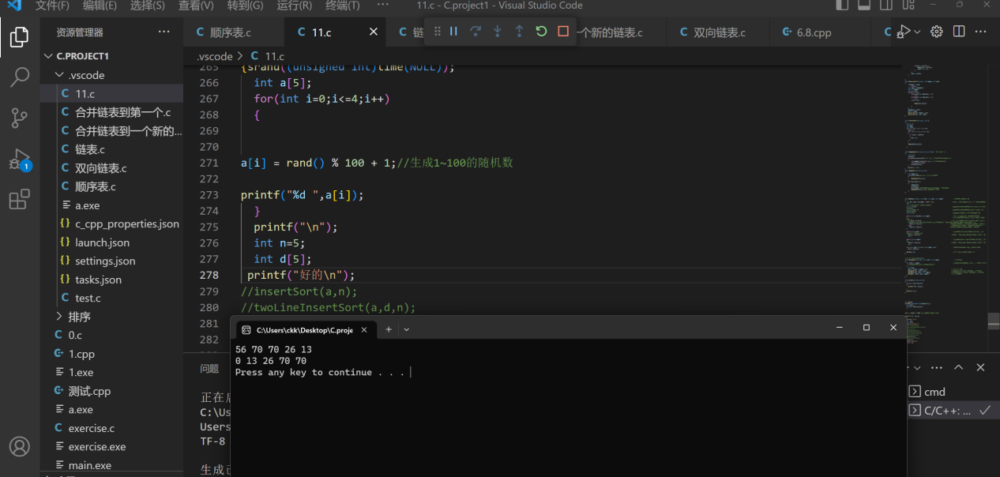 文件(F) 编辑(E) 选择(S) 查看(V) 转到(G) 运行(R) 终端(T) ··· 11.c - C.project1 - Visual Studio Code
资源管理器 ···
顺序表.c
11.c
链
一个新的链表.c
双向链表.c
6.8.cpp
C.PROJECT1
.vscode
11.c
合并链表到第一个.c
合并链表到一个新的...
链表.c
双向链表.c
顺序表.c
a.exe
c_cpp_properties.json
launch.json
settings.json
tasks.json
test.c
排序
0.c
1.cpp
1.exe
测试.cpp
a.exe
exercise.c
exercise.exe
main.exe
1
.vscode > 11.c
265 {srand((unsigned int)time(NULL));
266 int a[5];
267 for(int i=0;i<=4;i++)
268 {
269
270
271 a[i] = rand() % 100 + 1;//生成1~100的随机数
272
273 printf("%d ",a[i]);
274 }
275 printf("\n");
276 int n=5;
277 int d[5];
278 printf("好的\n");
279 //insertSort(a,n);
280 //twoLineInsertSort(a,d,n);
281
282
C:\Users\ckk\Desktop\C.proje
56 70 70 26 13
0 13 26 70 70
Press any key to continue . . .
问题
正在
C:\Us
Users
TF-8
生成
cmd
C/C++: ...